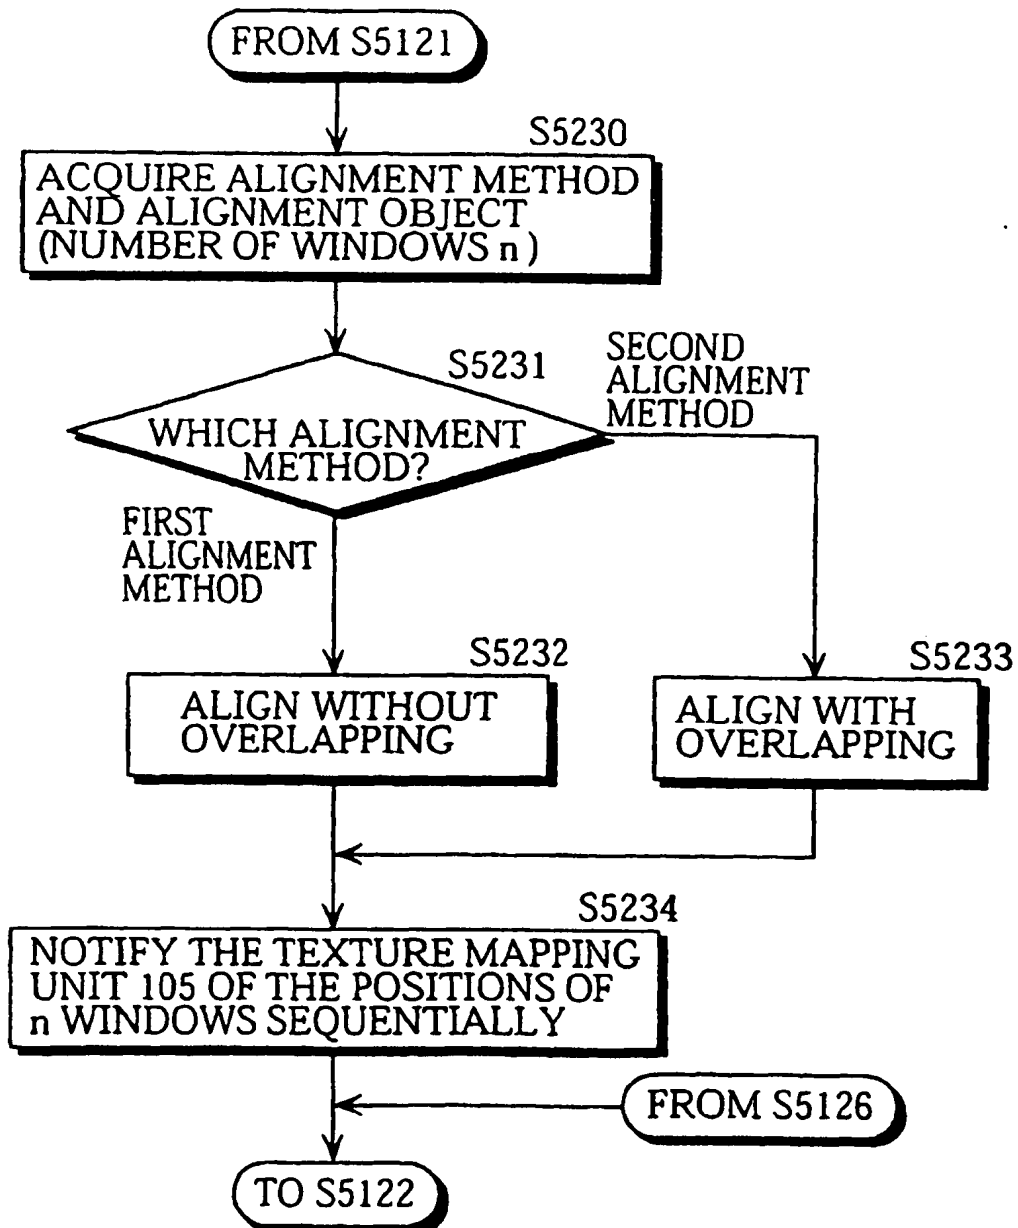 FROM S5121
S5230
ACQUIRE ALIGNMENT METHOD
AND ALIGNMENT OBJECT
(NUMBER OF WINDOWS n)
S5231
WHICH ALIGNMENT
METHOD?
SECOND
ALIGNMENT
METHOD
FIRST
ALIGNMENT
METHOD
S5232
ALIGN WITHOUT
OVERLAPPING
S5233
ALIGN WITH
OVERLAPPING
S5234
NOTIFY THE TEXTURE MAPPING
UNIT 105 OF THE POSITIONS OF
n WINDOWS SEQUENTIALLY
FROM S5126
TO S5122